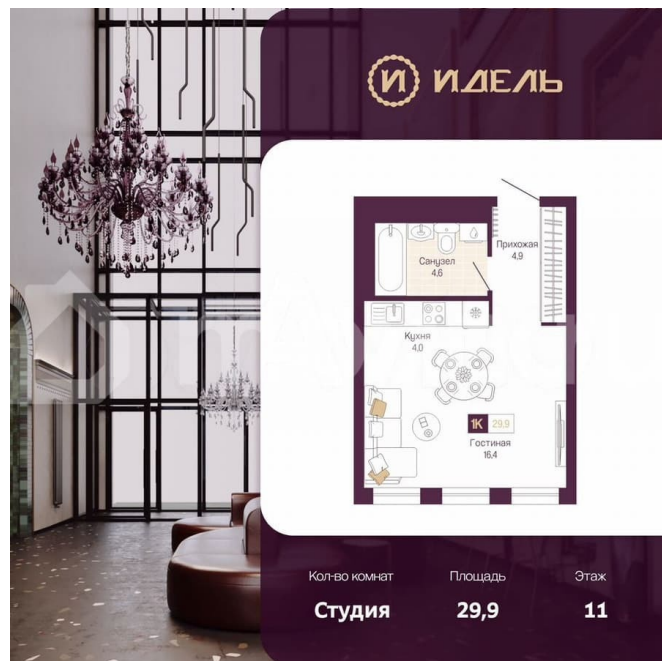 И ИДЕЛЬ
Прихожая
4,9
Санузел
4,6
Кухня
4,0
1К 29,9
Гостиная
16,4
Кол-во комнат Площадь Этаж
Студия 29,9 11